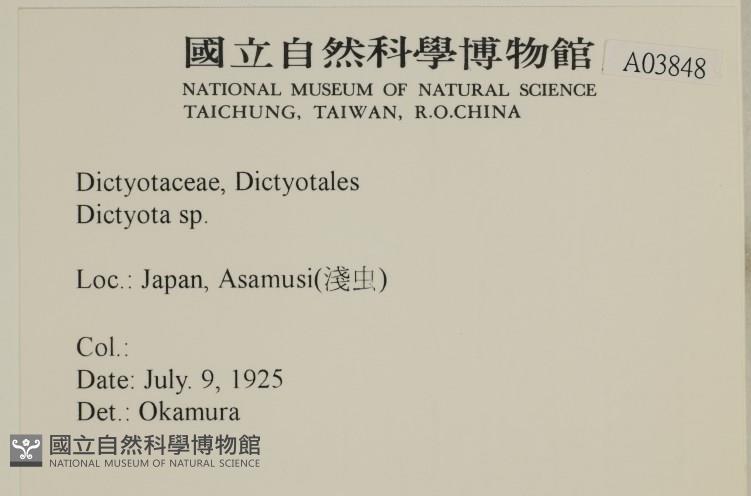 國立自然科學博物館
A03848
NATIONAL MUSEUM OF NATURAL SCIENCE
TAICHUNG, TAIWAN, R.O.CHINA
Dictyotaceae, Dictyotales
Dictyota sp.
Loc.: Japan, Asamusi(淺虫)
Col.:
Date: July. 9, 1925
Det.: Okamura
國立自然科學博物館
NATIONAL MUSEUM OF NATURAL SCIENCE